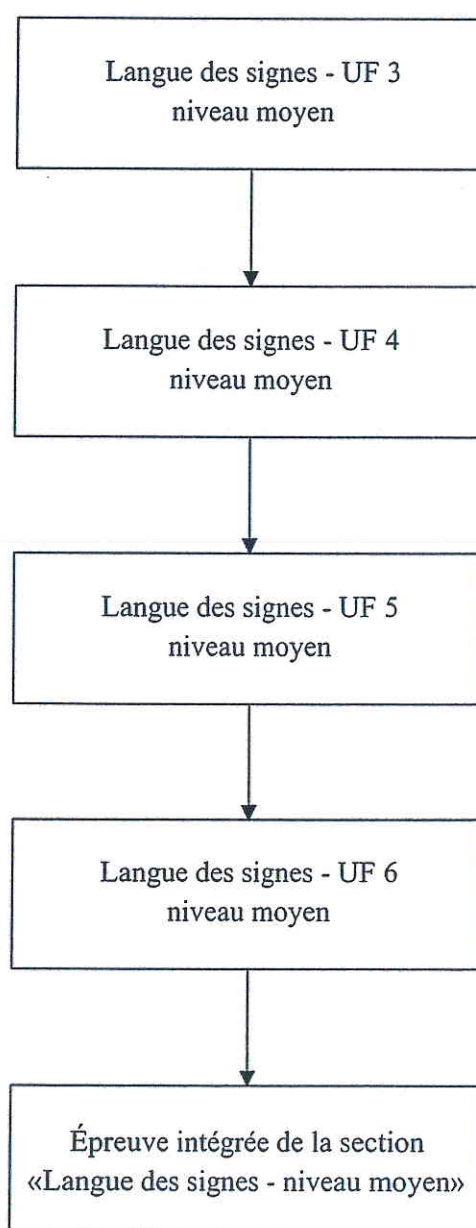 Langue des signes - UF 3
niveau moyen
Langue des signes - UF 4
niveau moyen
Langue des signes - UF 5
niveau moyen
Langue des signes - UF 6
niveau moyen
Épreuve intégrée de la section
«Langue des signes - niveau moyen»